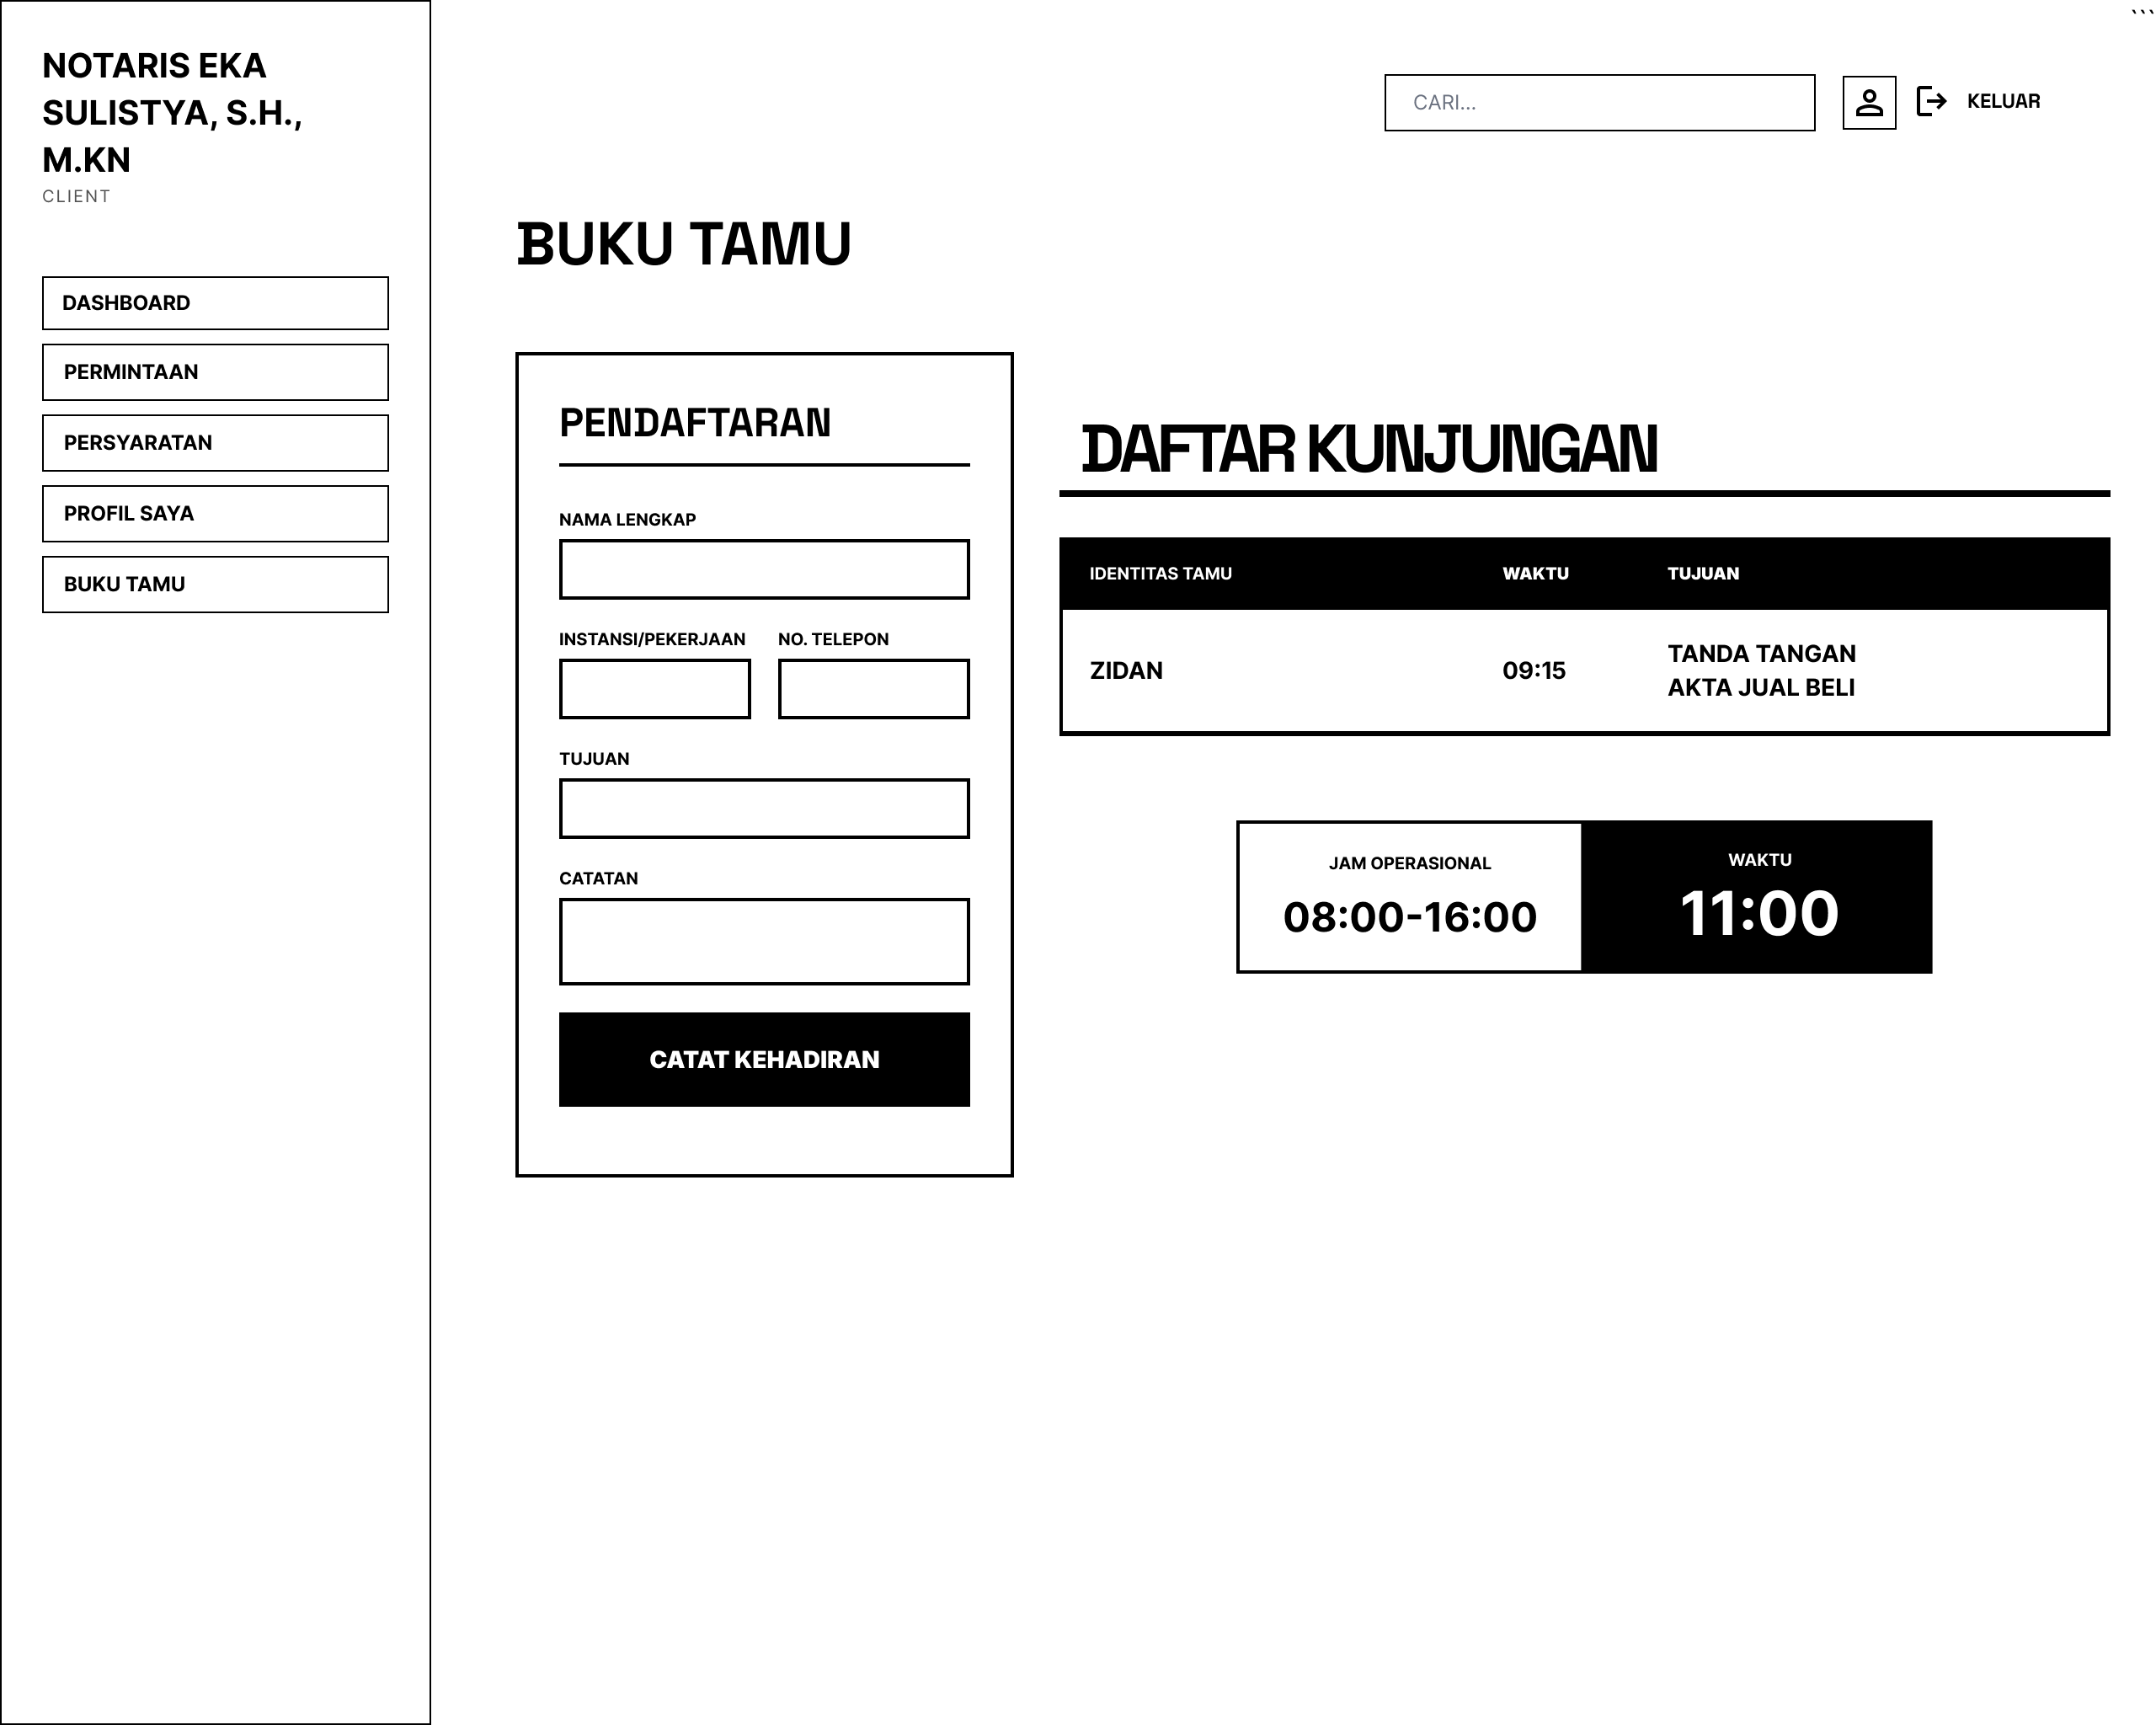 ```
NOTARIS EKA
SULISTYA, S.H.,
M.KN
CLIENT
DASHBOARD
PERMINTAAN
PERSYARATAN
PROFIL SAYA
BUKU TAMU
CARI...
KELUAR
BUKU TAMU
PENDAFTARAN
NAMA LENGKAP
INSTANSI/PEKERJAAN NO. TELEPON
TUJUAN
CATATAN
CATAT KEHADIRAN
DAFTAR KUNJUNGAN
IDENTITAS TAMU WAKTU TUJUAN
ZIDAN 09:15 TANDA TANGAN
AKTA JUAL BELI
JAM OPERASIONAL
08:00-16:00
WAKTU
11:00